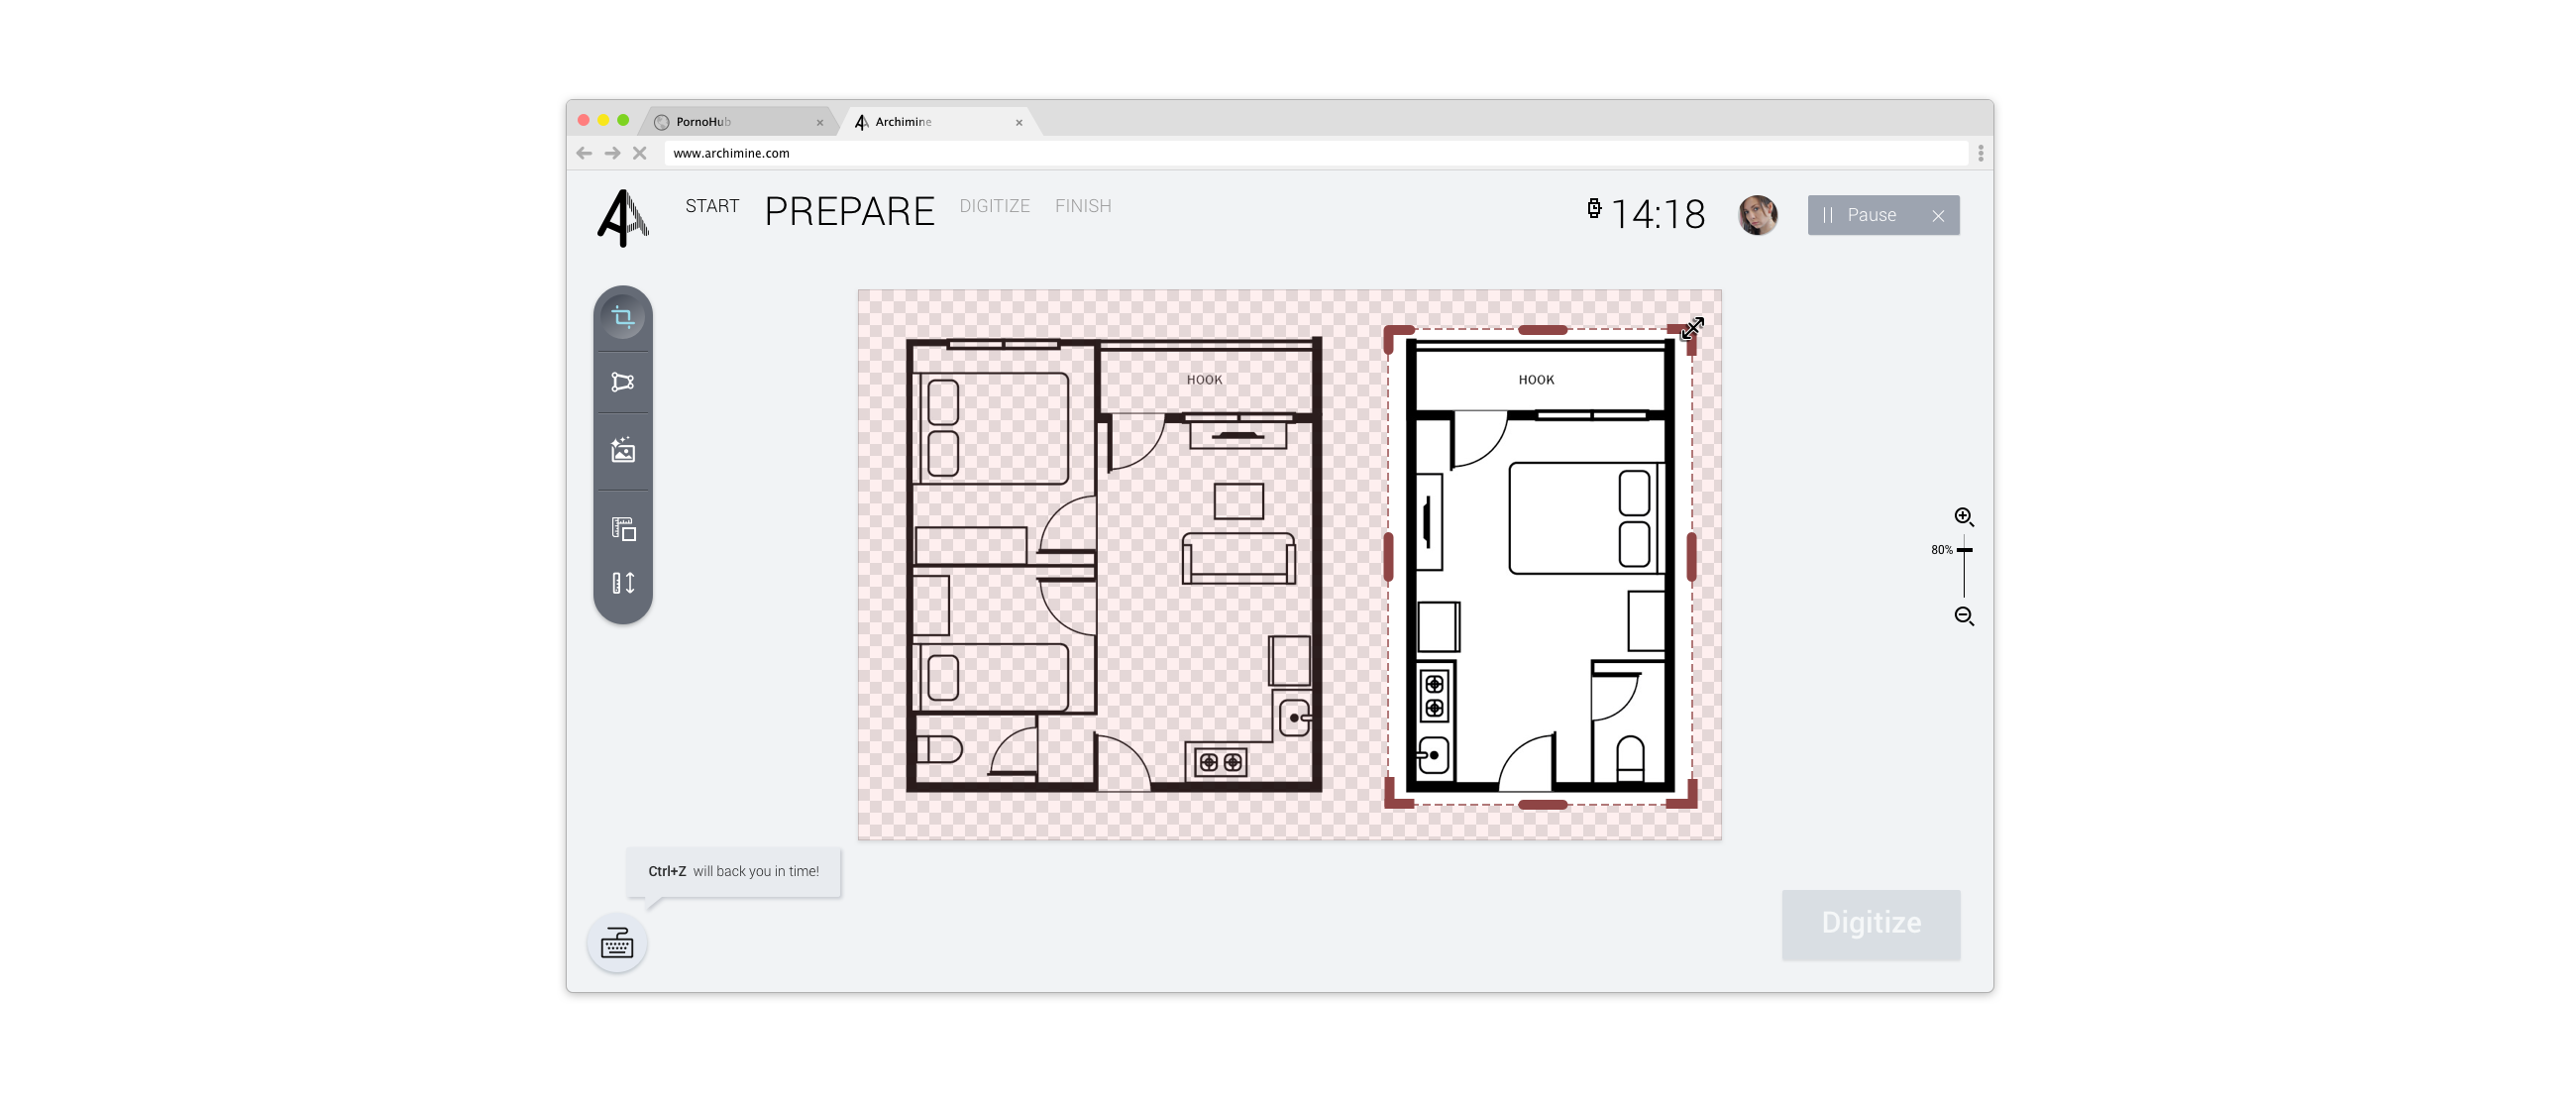 PornoHub
Archimine
www.archimine.com
START PREPARE DIGITIZE FINISH
14:18
Pause
HOOK
HOOK
80%
Ctrl+Z will back you in time!
Digitize